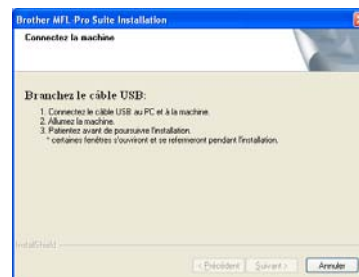 Brother MFL-Pro Suite Installation
Connectez la machine
Branchez le câble USB:
1. Connectez le câble USB au PC et à la machine.
2. Allumez la machine.
3. Patientez avant de poursuivre l'installation.
* certaines fenêtres s'ouvriront et se refermeront pendant l'installation.
InstallShield
< Précédent
Suivant >
Annuler